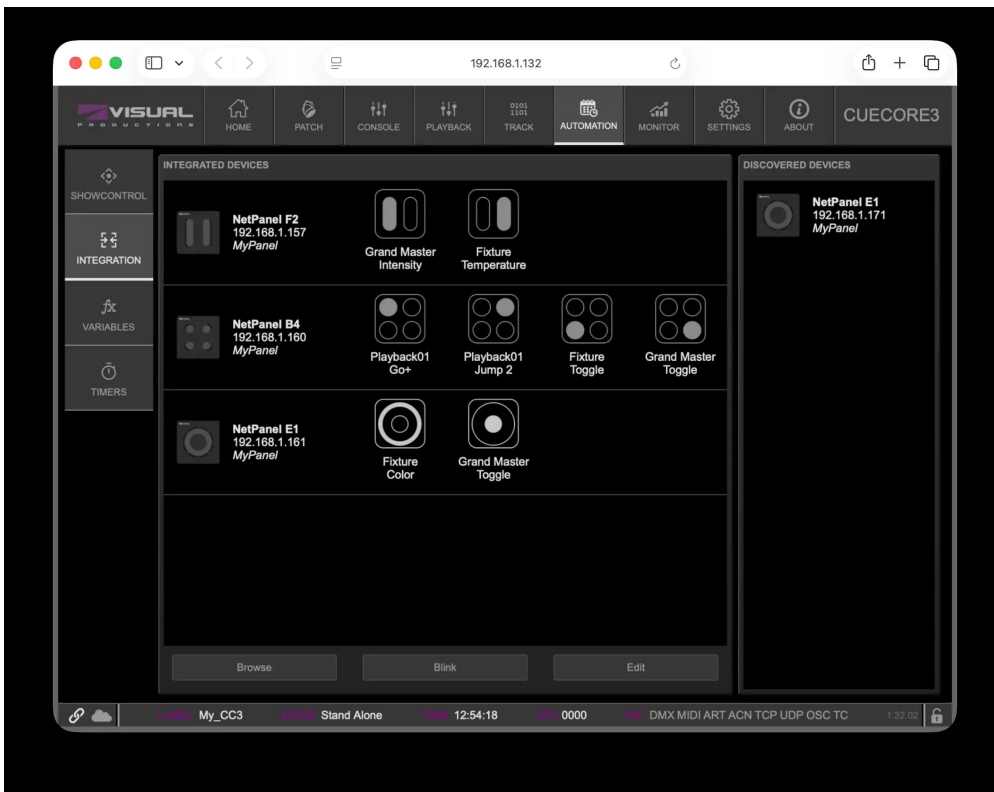 192.168.1.132
VISUAL
PRODUCTIONS
HOME
PATCH
CONSOLE
PLAYBACK
0101
1101
TRACK
AUTOMATION
MONITOR
SETTINGS
ABOUT
CUECORE3
SHOWCONTROL
INTEGRATION
fx
VARIABLES
TIMERS
INTEGRATED DEVICES
NetPanel F2
192.168.1.157
MyPanel
Grand Master
Intensity
Fixture
Temperature
NetPanel B4
192.168.1.160
MyPanel
Playback01
Go+
Playback01
Jump 2
Fixture
Toggle
Grand Master
Toggle
NetPanel E1
192.168.1.161
MyPanel
Fixture
Color
Grand Master
Toggle
Browse
Blink
Edit
DISCOVERED DEVICES
NetPanel E1
192.168.1.171
MyPanel
My_CC3
Stand Alone
12:54:18
0000
DMX MIDI ART ACN TCP UDP OSC TC
1.32.02